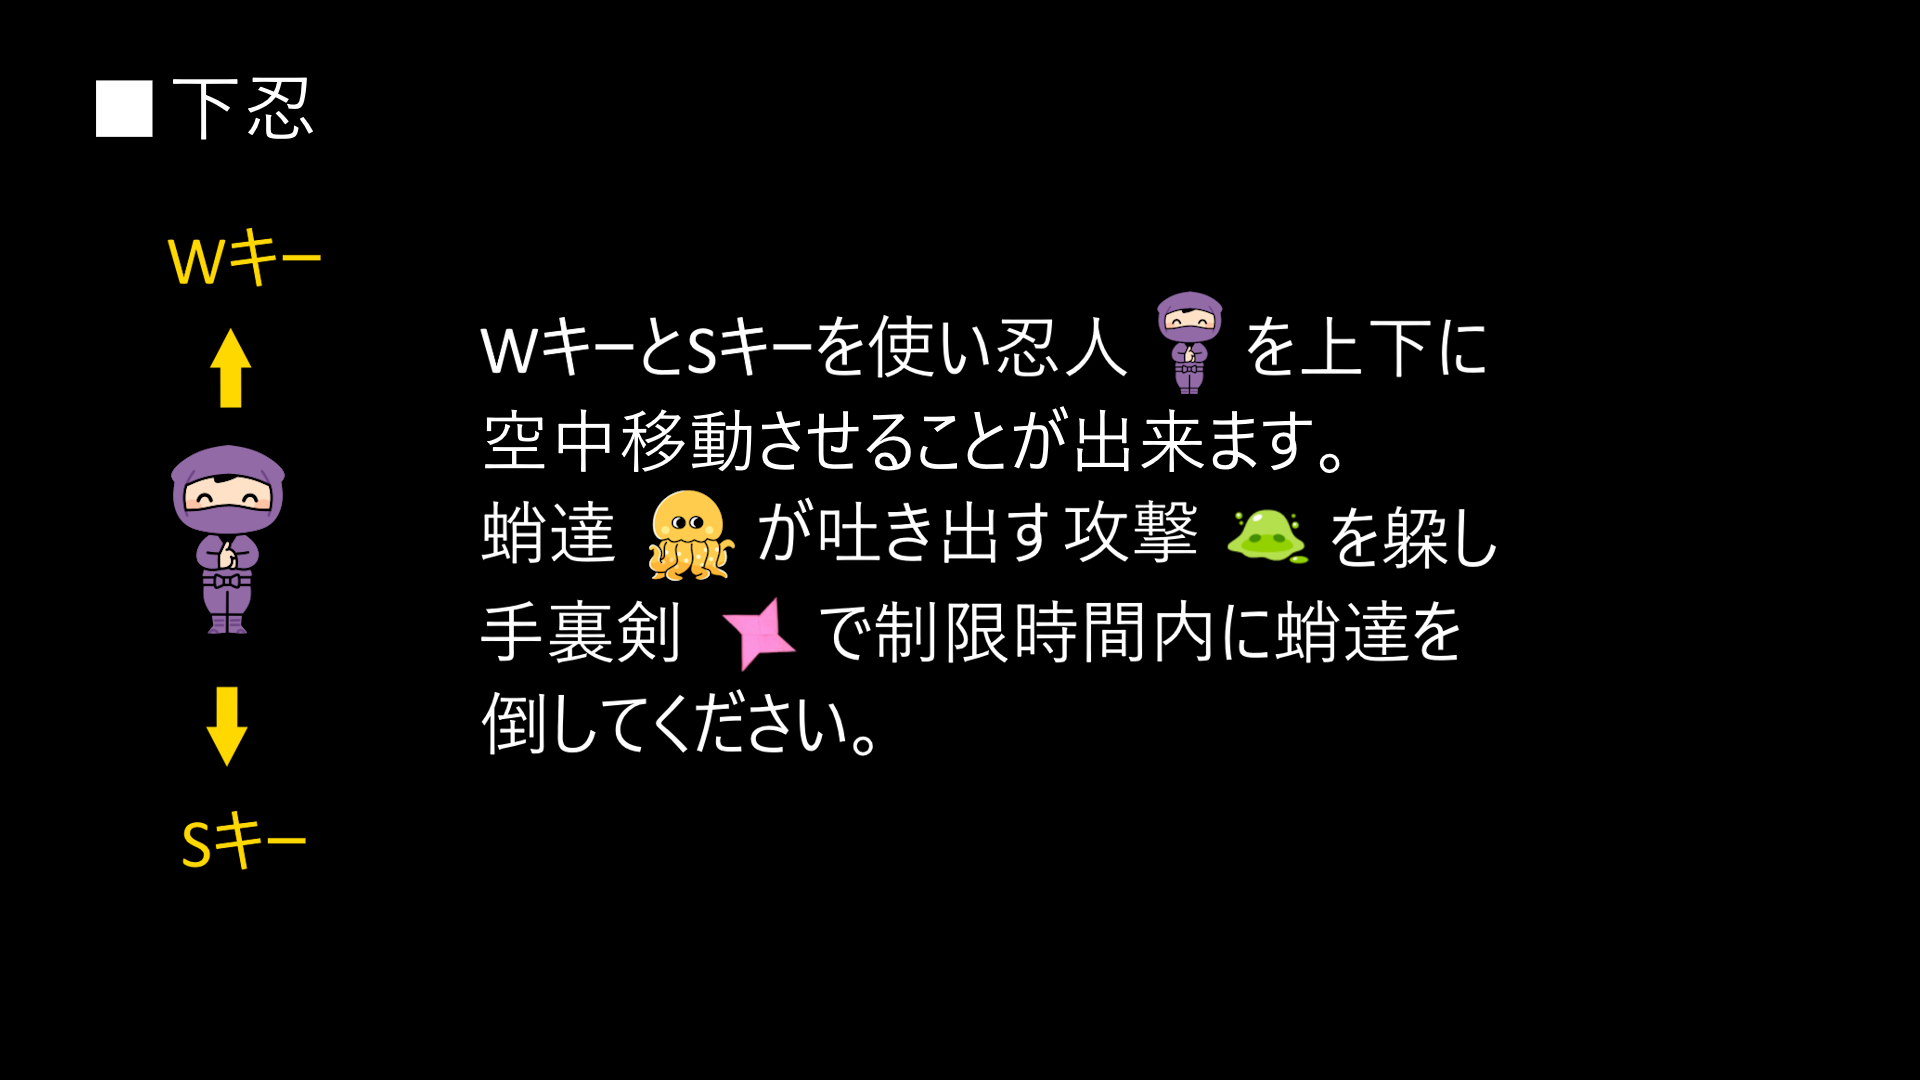 ■下忍
Wキー
WキーとSキーを使い忍人を上下に
空中移動させることが出来ます。
蛸達が吐き出す攻撃を躱し
手裏剣で制限時間内に蛸達を
倒してください。
Sキー